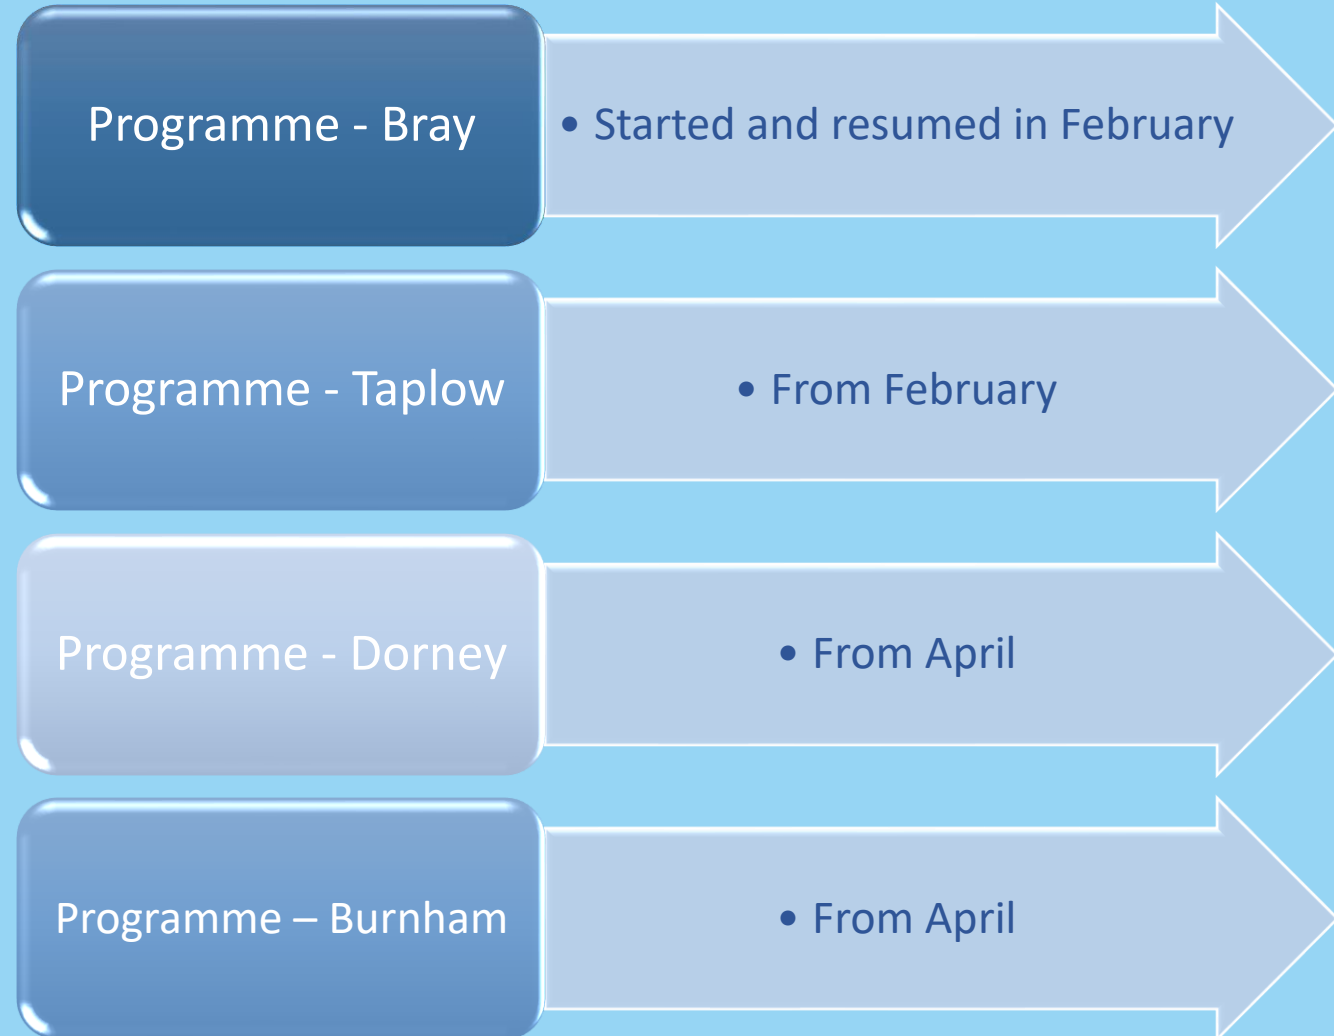 Programme - Bray
• Started and resumed in February
Programme - Taplow
• From February
Programme - Dorney
• From April
Programme – Burnham
• From April